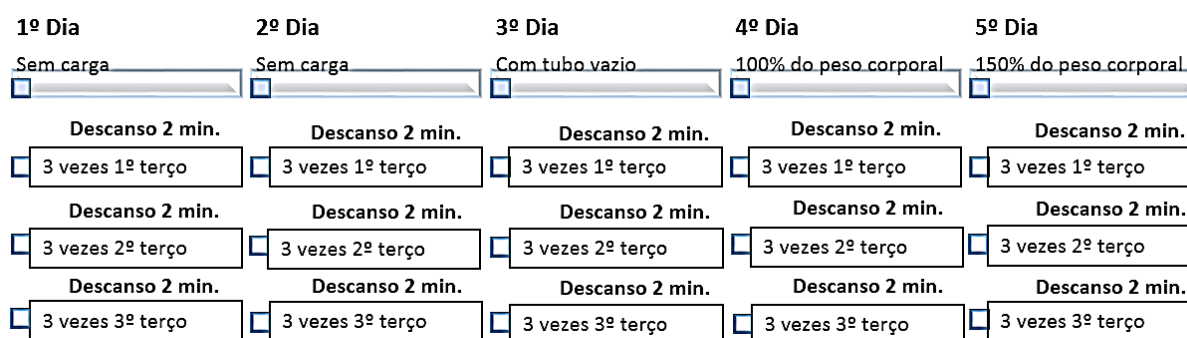 1º Dia
Sem carga
Descanso 2 min.
3 vezes 1º terço
Descanso 2 min.
3 vezes 2º terço
Descanso 2 min.
3 vezes 3º terço
2º Dia
Sem carga
Descanso 2 min.
3 vezes 1º terço
Descanso 2 min.
3 vezes 2º terço
Descanso 2 min.
3 vezes 3º terço
3º Dia
Com tubo vazio
Descanso 2 min.
3 vezes 1º terço
Descanso 2 min.
3 vezes 2º terço
Descanso 2 min.
3 vezes 3º terço
4º Dia
100% do peso corporal
Descanso 2 min.
3 vezes 1º terço
Descanso 2 min.
3 vezes 2º terço
Descanso 2 min.
3 vezes 3º terço
5º Dia
150% do peso corporal
Descanso 2 min.
3 vezes 1º terço
Descanso 2 min.
3 vezes 2º terço
Descanso 2 min.
3 vezes 3º terço